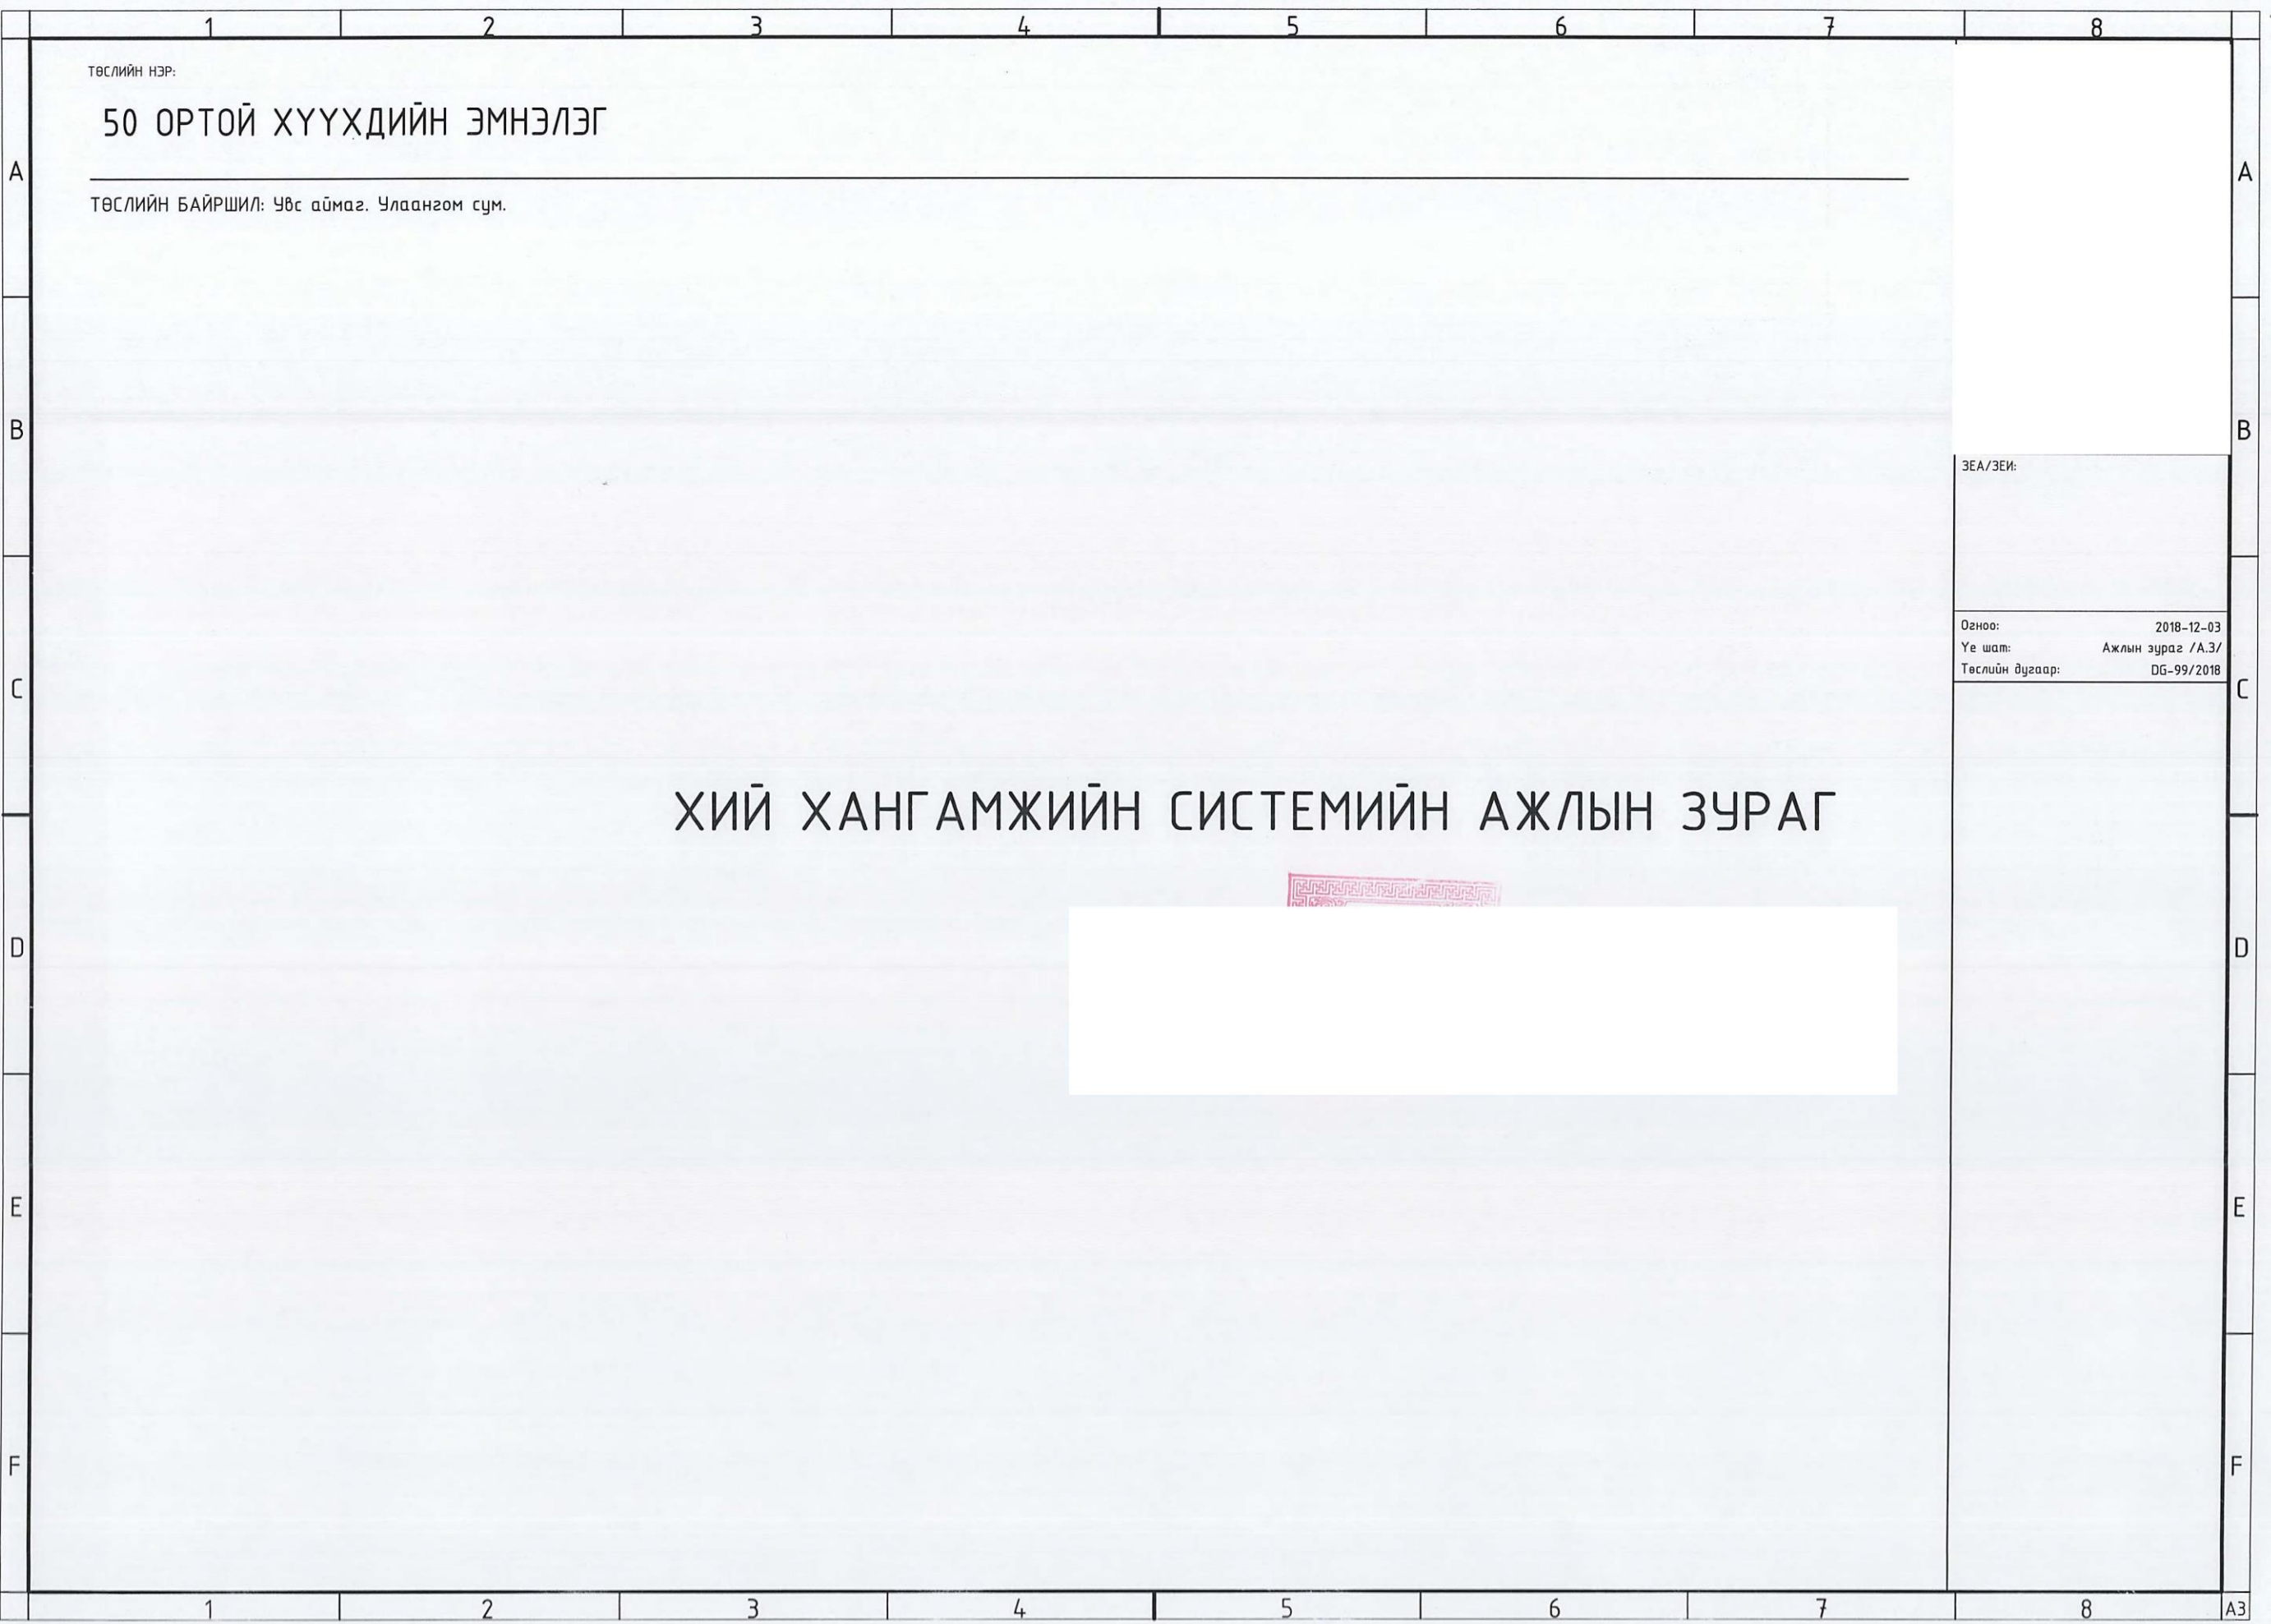 1 2 3 4 5 6 7 8
ТӨСЛИЙН НЭР:
50 ОРТОЙ ХҮҮХДИЙН ЭМНЭЛЭГ
A A
ТӨСЛИЙН БАЙРШИЛ: Увс аймаг. Улаангом сум.
B B
ЗЕА/ЗЕИ:
Огноо: 2018-12-03
Үе шат: Ажлын зураг /А.З/
Төслийн дугаар: DG-99/2018
C C
ХИЙ ХАНГАМЖИЙН СИСТЕМИЙН АЖЛЫН ЗУРАГ
D D
E E
F F
1 2 3 4 5 6 7 8 A3